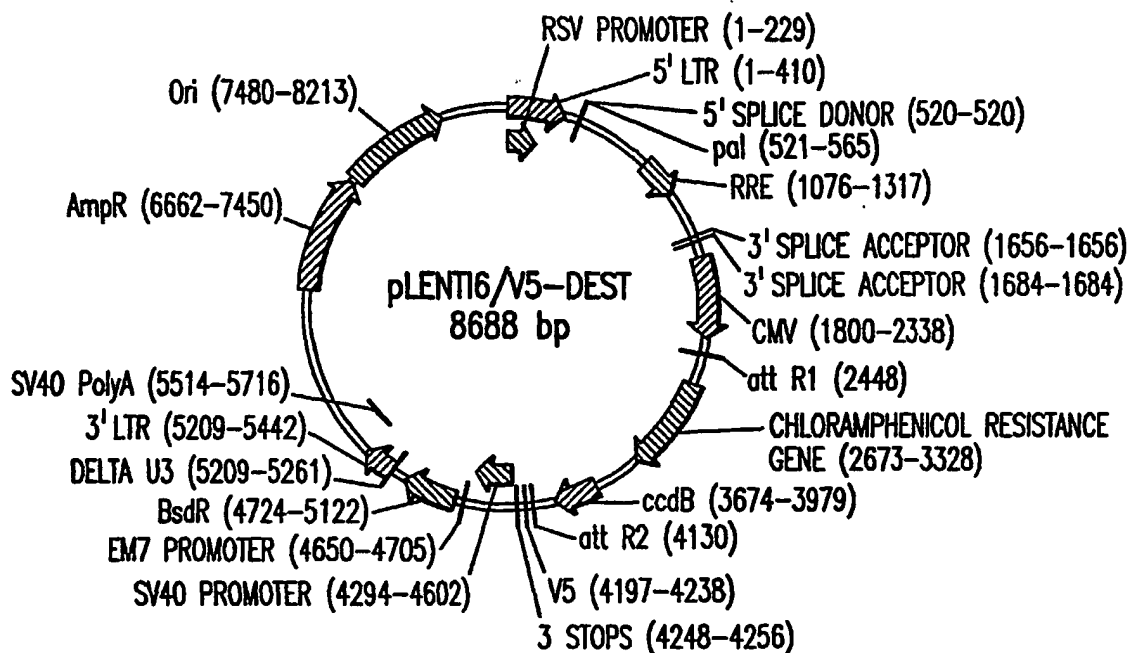 RSV PROMOTER (1-229)
5' LTR (1-410)
5' SPLICE DONOR (520-520)
pal (521-565)
RRE (1076-1317)
3' SPLICE ACCEPTOR (1656-1656)
3' SPLICE ACCEPTOR (1684-1684)
CMV (1800-2338)
att R1 (2448)
CHLORAMPHENICOL RESISTANCE
GENE (2673-3328)
ccdB (3674-3979)
att R2 (4130)
V5 (4197-4238)
3 STOPS (4248-4256)
SV40 PROMOTER (4294-4602)
EM7 PROMOTER (4650-4705)
BsdR (4724-5122)
DELTA U3 (5209-5261)
3' LTR (5209-5442)
SV40 PolyA (5514-5716)
AmpR (6662-7450)
Ori (7480-8213)
pLENTI6/V5-DEST
8688 bp